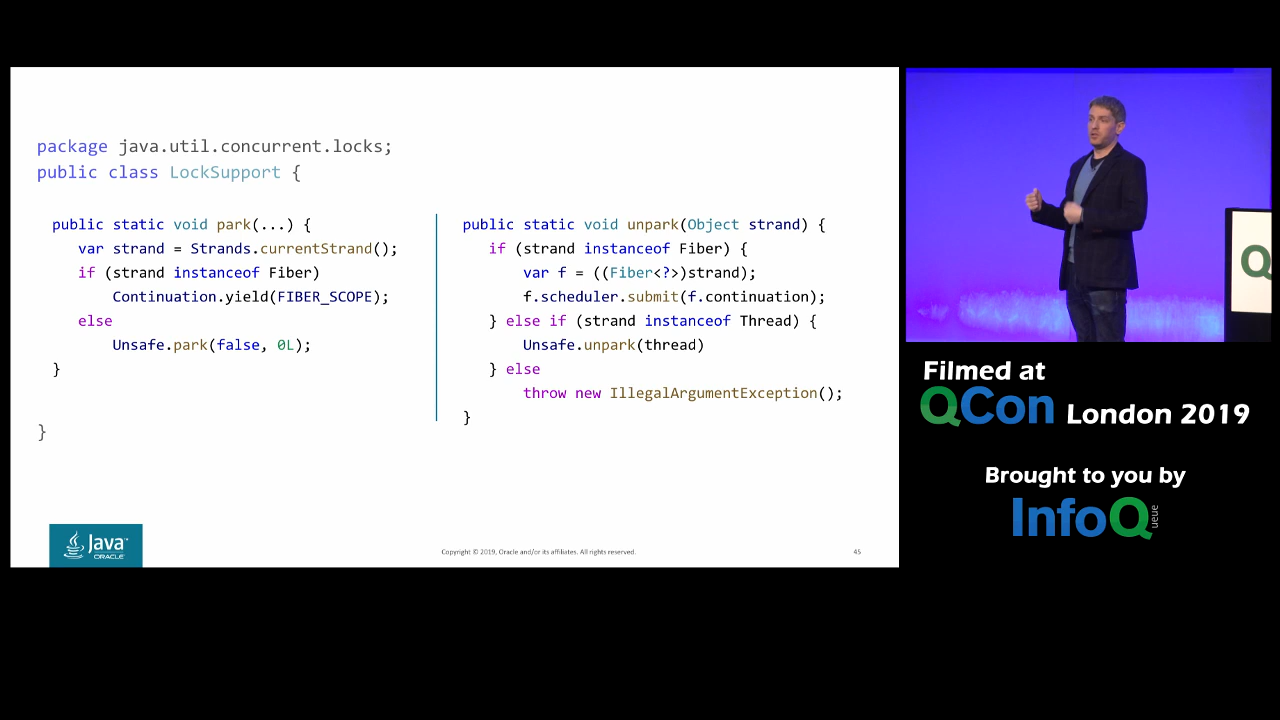 package java.util.concurrent.locks;
public class LockSupport {
public static void park(...) {
var strand = Strands.currentStrand();
if (strand instanceof Fiber)
Continuation.yield(FIBER_SCOPE);
else
Unsafe.park(false, 0L);
}
public static void unpark(Object strand) {
if (strand instanceof Fiber) {
var f = ((Fiber<?>)strand);
f.scheduler.submit(f.continuation);
} else if (strand instanceof Thread) {
Unsafe.unpark(thread)
} else
throw new IllegalArgumentException();
}
}
Java™
ORACLE
Copyright © 2019, Oracle and/or its affiliates. All rights reserved.
45
Q
Filmed at
QCon London 2019
Brought to you by
InfoQueue